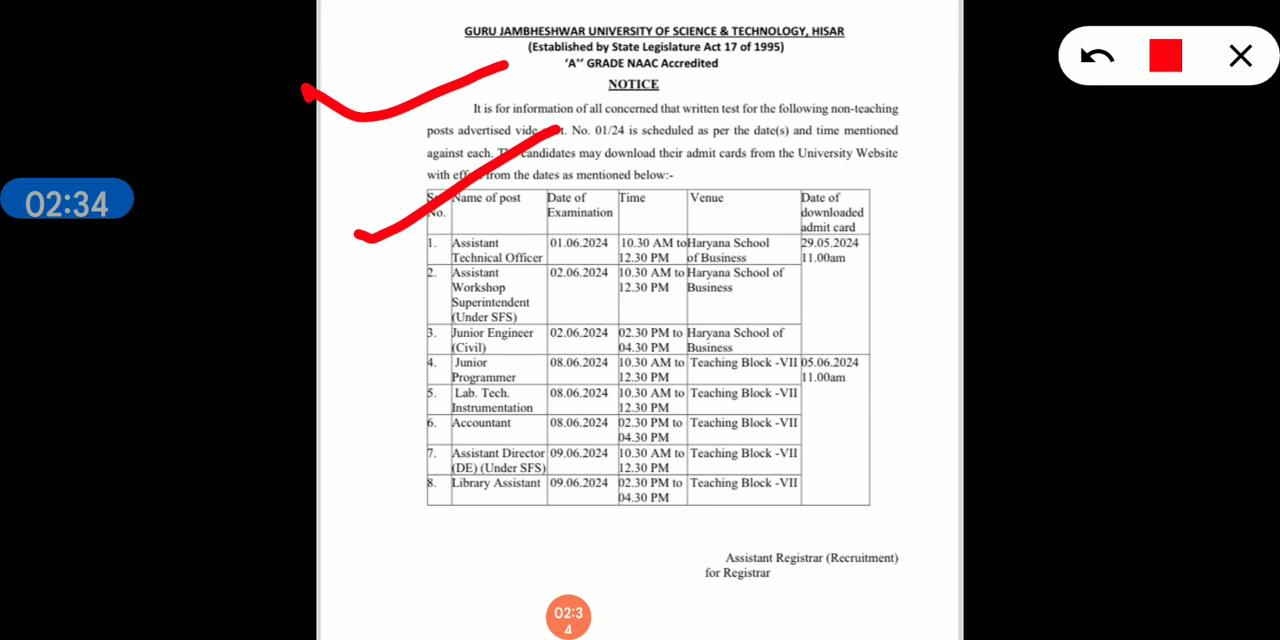 GURU JAMBHESHWAR UNIVERSITY OF SCIENCE & TECHNOLOGY, HISAR
(Established by State Legislature Act 17 of 1995)
'A+' GRADE NAAC Accredited
NOTICE
It is for information of all concerned that written test for the following non-teaching
posts advertised vide No. 01/24 is scheduled as per the date(s) and time mentioned
against each. candidates may download their admit cards from the University Website
with from the dates as mentioned below:-
No. Name of post Date of Examination Time Venue Date of downloaded admit card
1. Assistant Technical Officer 01.06.2024 10.30 AM to 12.30 PM Haryana School of Business 29.05.2024 11.00am
2. Assistant Workshop Superintendent (Under SFS) 02.06.2024 10.30 AM to 12.30 PM Haryana School of Business
3. Junior Engineer (Civil) 02.06.2024 02.30 PM to 04.30 PM Haryana School of Business
4. Junior Programmer 08.06.2024 10.30 AM to 12.30 PM Teaching Block -VII 05.06.2024 11.00am
5. Lab. Tech. Instrumentation 08.06.2024 10.30 AM to 12.30 PM Teaching Block -VII
6. Accountant 08.06.2024 02.30 PM to 04.30 PM Teaching Block -VII
7. Assistant Director (DE) (Under SFS) 09.06.2024 10.30 AM to 12.30 PM Teaching Block -VII
8. Library Assistant 09.06.2024 02.30 PM to 04.30 PM Teaching Block -VII
Assistant Registrar (Recruitment)
for Registrar
02:34
02:3
4